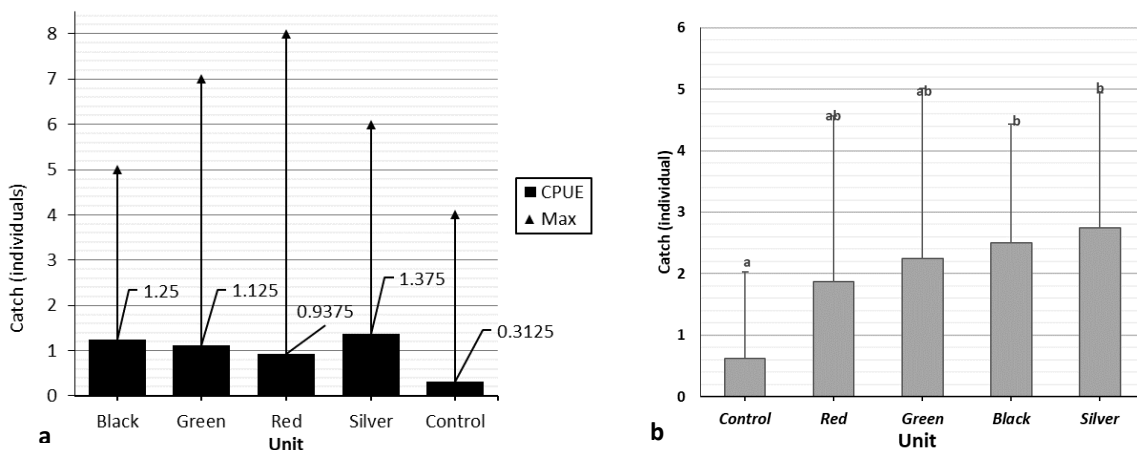 Catch (individuals)
8
7
6
5
4
3
2
1
0
1.25
1.125
0.9375
1.375
0.3125
Black Green Red Silver Control
Unit
a
CPUE
Max
Catch (individual)
6
5
4
3
2
1
0
a
ab
ab
b
b
Control Red Green Black Silver
Unit
b